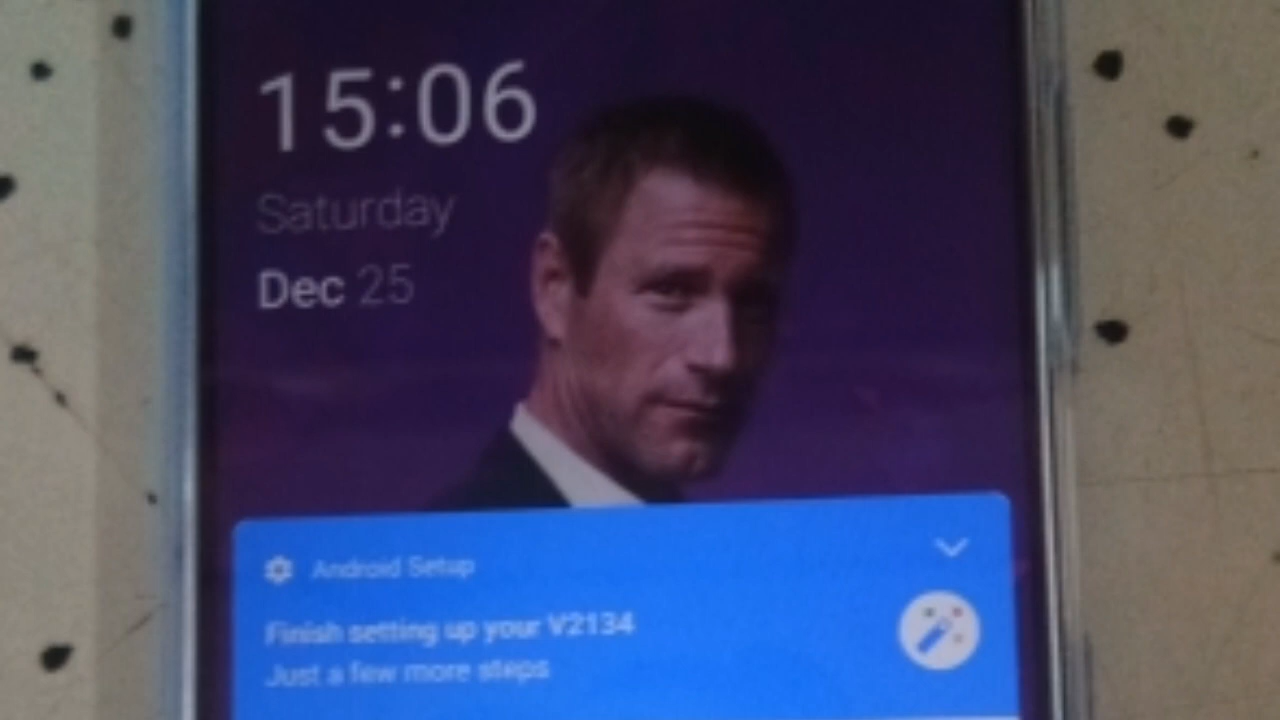 15:06
Saturday
Dec 25
Android Setup
Finish setting up your V2134
Just a few more steps